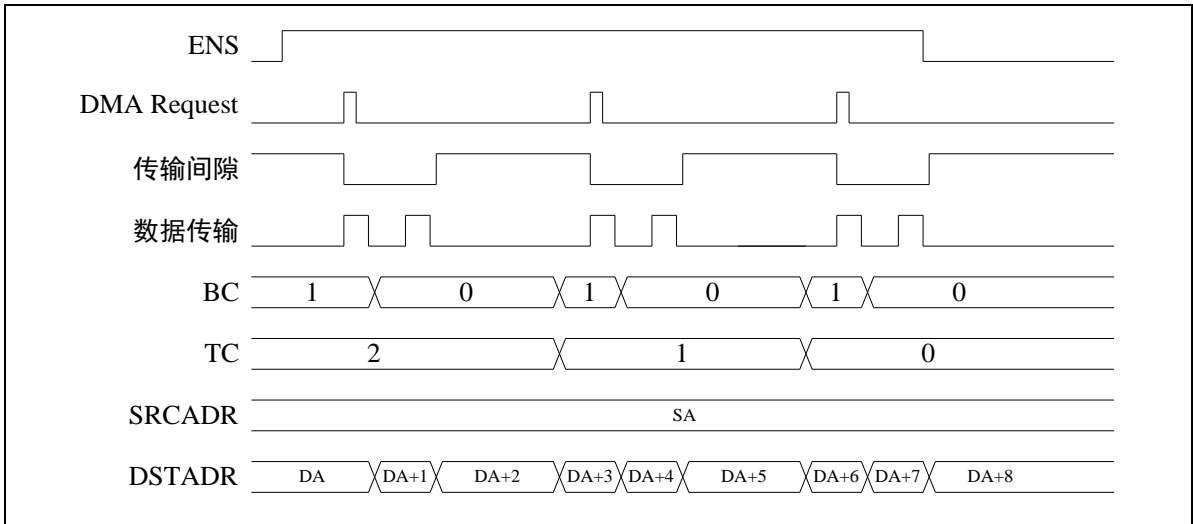 ENS
DMA Request
传输间隙
数据传输
BC 1 0 1 0 1 0
TC 2 1 0
SRCADR SA
DSTADR DA DA+1 DA+2 DA+3 DA+4 DA+5 DA+6 DA+7 DA+8